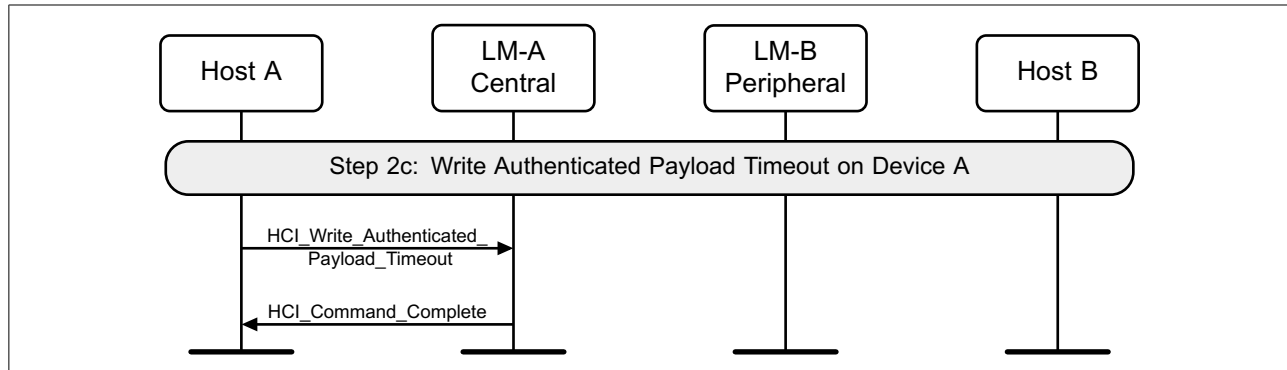 Host A
LM-A
Central
LM-B
Peripheral
Host B
Step 2c: Write Authenticated Payload Timeout on Device A
HCI_Write_Authenticated_
Payload_Timeout
HCI_Command_Complete